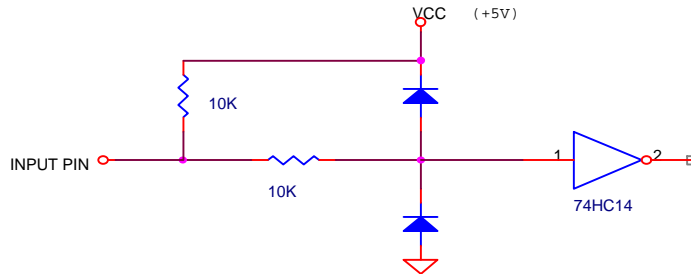 VCC (+5V)
10K
INPUT PIN
10K
1
2
74HC14